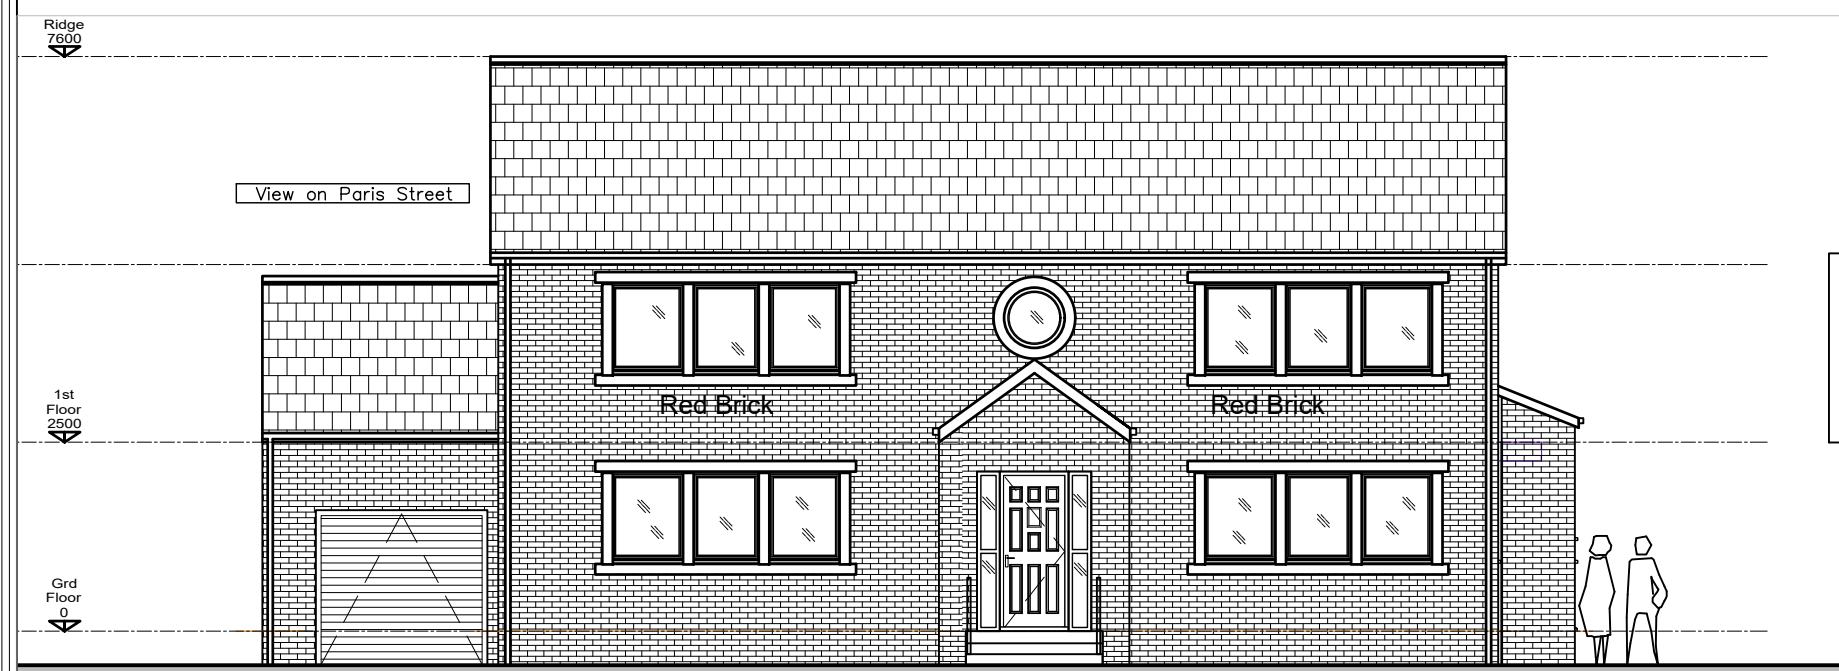 Ridge
7600
View on Paris Street
1st
Floor
2500
Red Brick
Red Brick
Grd
Floor
0